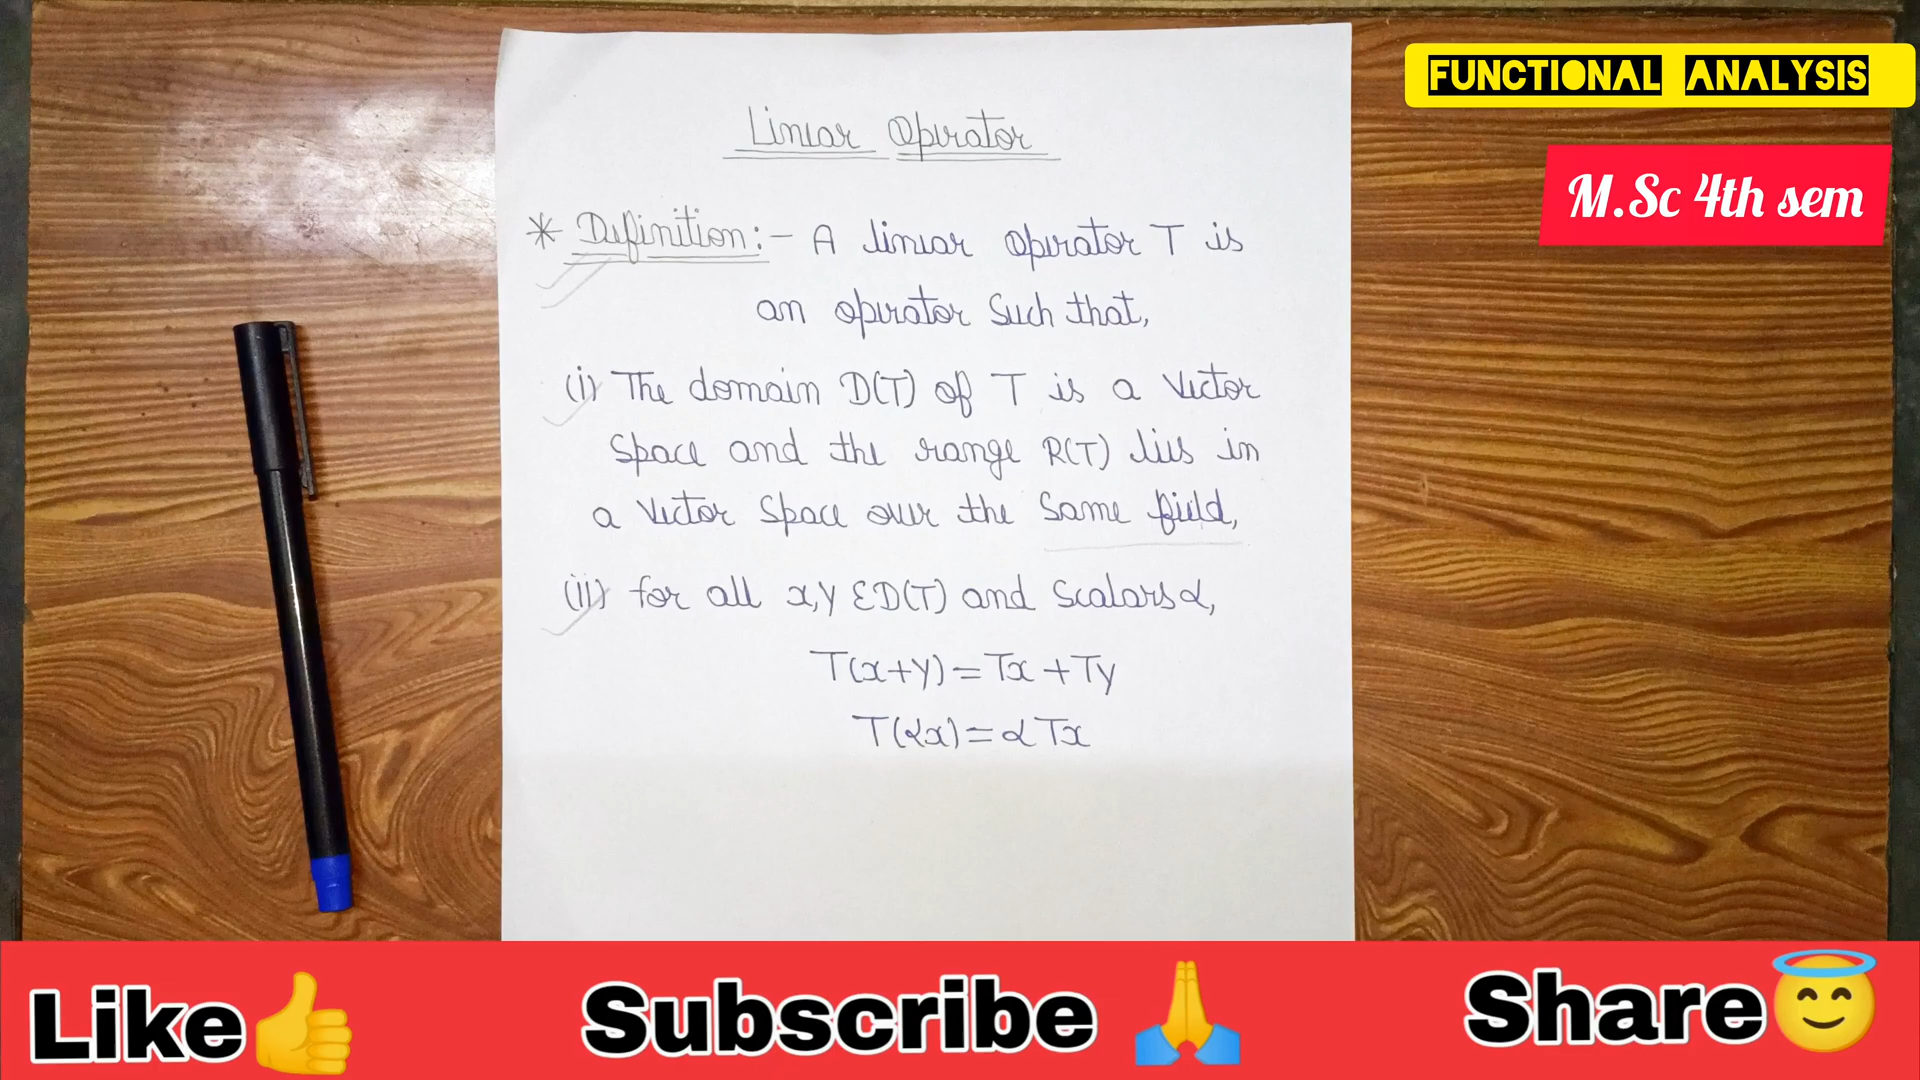 FUNCTIONAL ANALYSIS
M.Sc 4th sem
Linear Operator
* Definition:- A linear operator T is
an operator such that,
(i) The domain D(T) of T is a vector
space and the range R(T) lies in
a vector space over the same field,
(ii) for all x,y ∈ D(T) and scalars α,
T(x+y) = Tx + Ty
T(αx) = α Tx
Like👍 Subscribe 🙏 Share😇